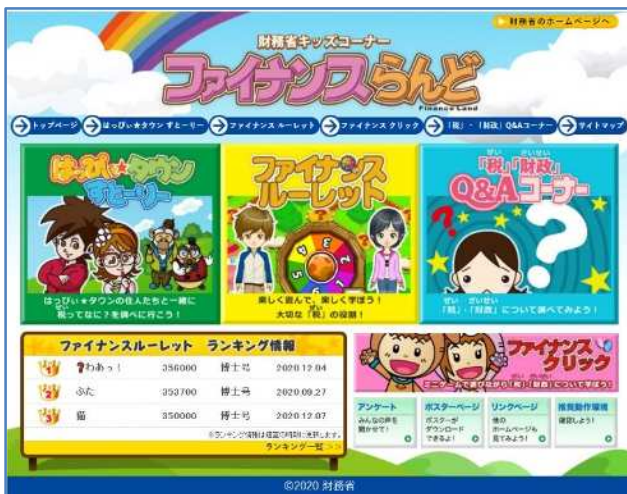 財務省のホームページへ
財務省キッズコーナー
ファイナンスらんど
Finance Land
トップページ
はっぴぃ★タウン すとーりー
ファイナンス ルーレット
ファイナンス クリック
「税」・「財政」Q&Aコーナー
サイトマップ
はっぴぃ★タウン
すとーりー
はっぴぃ★タウンの住人たちと一緒に
ぜい
税ってなに?を調べに行こう!
ファイナンス
ルーレット
楽しく遊んで、楽しく学ぼう!
ぜい
大切な「税」の役割!
ぜい ざいせい
「税」「財政」
Q&Aコーナー
ぜい ざいせい
「税」・「財政」について調べてみよう!
ファイナンスルーレット ランキング情報
1 ?わあっ! 356000 博士号 2020.12.04
2 ぶた 353700 博士号 2020.09.27
3 猫 350000 博士号 2020.12.07
ランキング一覧 >>
ファイナンス
クリック
ミニゲームで遊びながら「税」・「財政」について学ぼう!
アンケート
みんなの声を
聞かせて!
ポスターページ
ポスターが
ダウンロード
できるよ!
リンクページ
他の
ホームページも
見てみよう!
推奨動作環境
確認しよう!
©2020 財務省